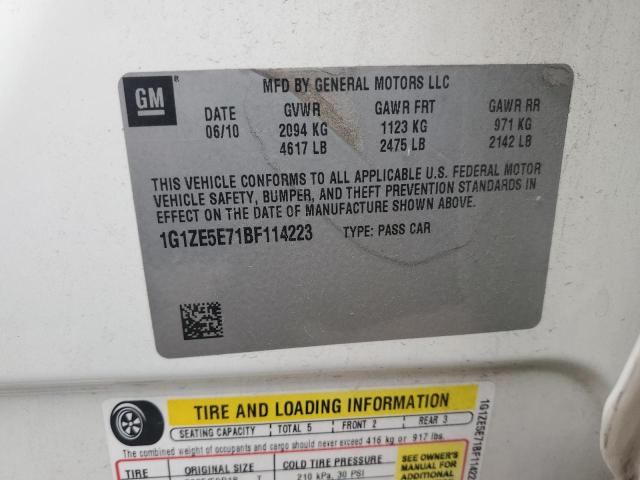 GM
MFD BY GENERAL MOTORS LLC
DATE GVWR GAWR FRT GAWR RR
06/10 2094 KG 1123 KG 971 KG
4617 LB 2475 LB 2142 LB
THIS VEHICLE CONFORMS TO ALL APPLICABLE U.S. FEDERAL MOTOR
VEHICLE SAFETY, BUMPER, AND THEFT PREVENTION STANDARDS IN
EFFECT ON THE DATE OF MANUFACTURE SHOWN ABOVE.
1G1ZE5E71BF114223 TYPE: PASS CAR
TIRE AND LOADING INFORMATION
SEATING CAPACITY TOTAL 5 FRONT 2 REAR 3
The combined weight of occupants and cargo should never exceed 416 kg or 917 lbs.
TIRE ORIGINAL SIZE COLD TIRE PRESSURE
210 kPa, 30 PSI
SEE OWNER'S
MANUAL FOR
ADDITIONAL
1G1ZE5E71BF11422